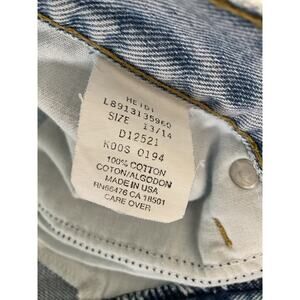 HEIDI
L8913135960
SIZE 13/14
D12521
K00S 0194
100% COTTON
COTON/ALGODON
MADE IN USA
RN66476 CA 18501
CARE OVER